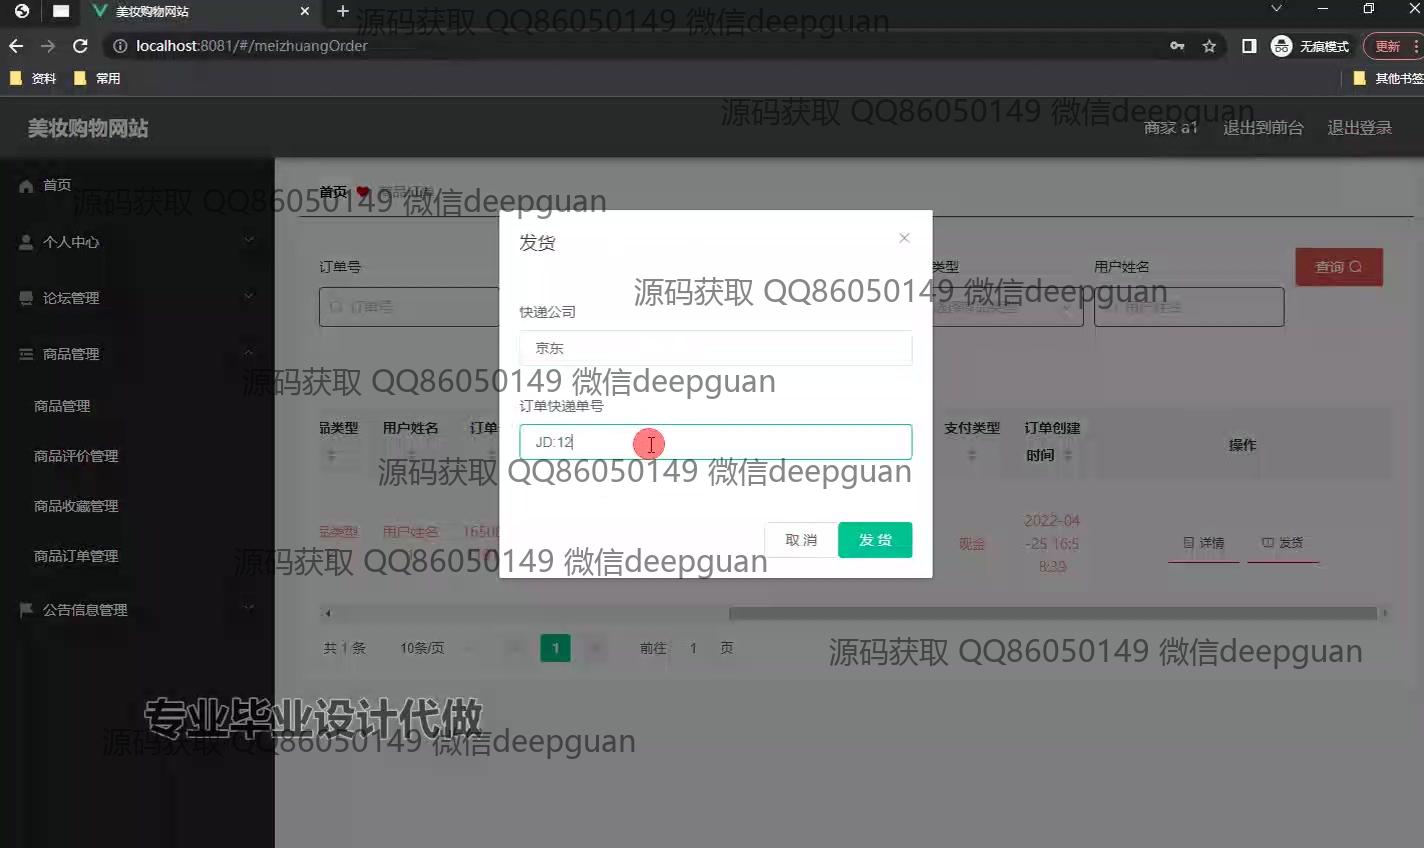 美妆购物网站
源码获取 QQ86050149 微信deepguan
localhost:8081/#/meizhuangOrder
无痕模式
更新
资料
常用
其他书签
源码获取 QQ86050149 微信deepguan
美妆购物网站
商家 a1
退出到前台
退出登录
首页
首页
商品订单
源码获取 QQ86050149 微信deepguan
发货
个人中心
订单号
类型
用户姓名
查询
源码获取 QQ86050149 微信deepguan
论坛管理
订单号
快递公司
用户姓名
商品管理
京东
源码获取 QQ86050149 微信deepguan
商品管理
订单快递单号
品类型
用户姓名
订单
JD:12
支付类型
订单创建
时间
操作
商品评价管理
源码获取 QQ86050149 微信deepguan
商品收藏管理
品类型
用户姓名
1650
现金
2022-04
-25 16:5
8:39
详情
发货
取消
发货
商品订单管理
源码获取 QQ86050149 微信deepguan
公告信息管理
共 1 条
10条/页
1
前往
1
页
源码获取 QQ86050149 微信deepguan
专业毕业设计代做
源码获取 QQ86050149 微信deepguan